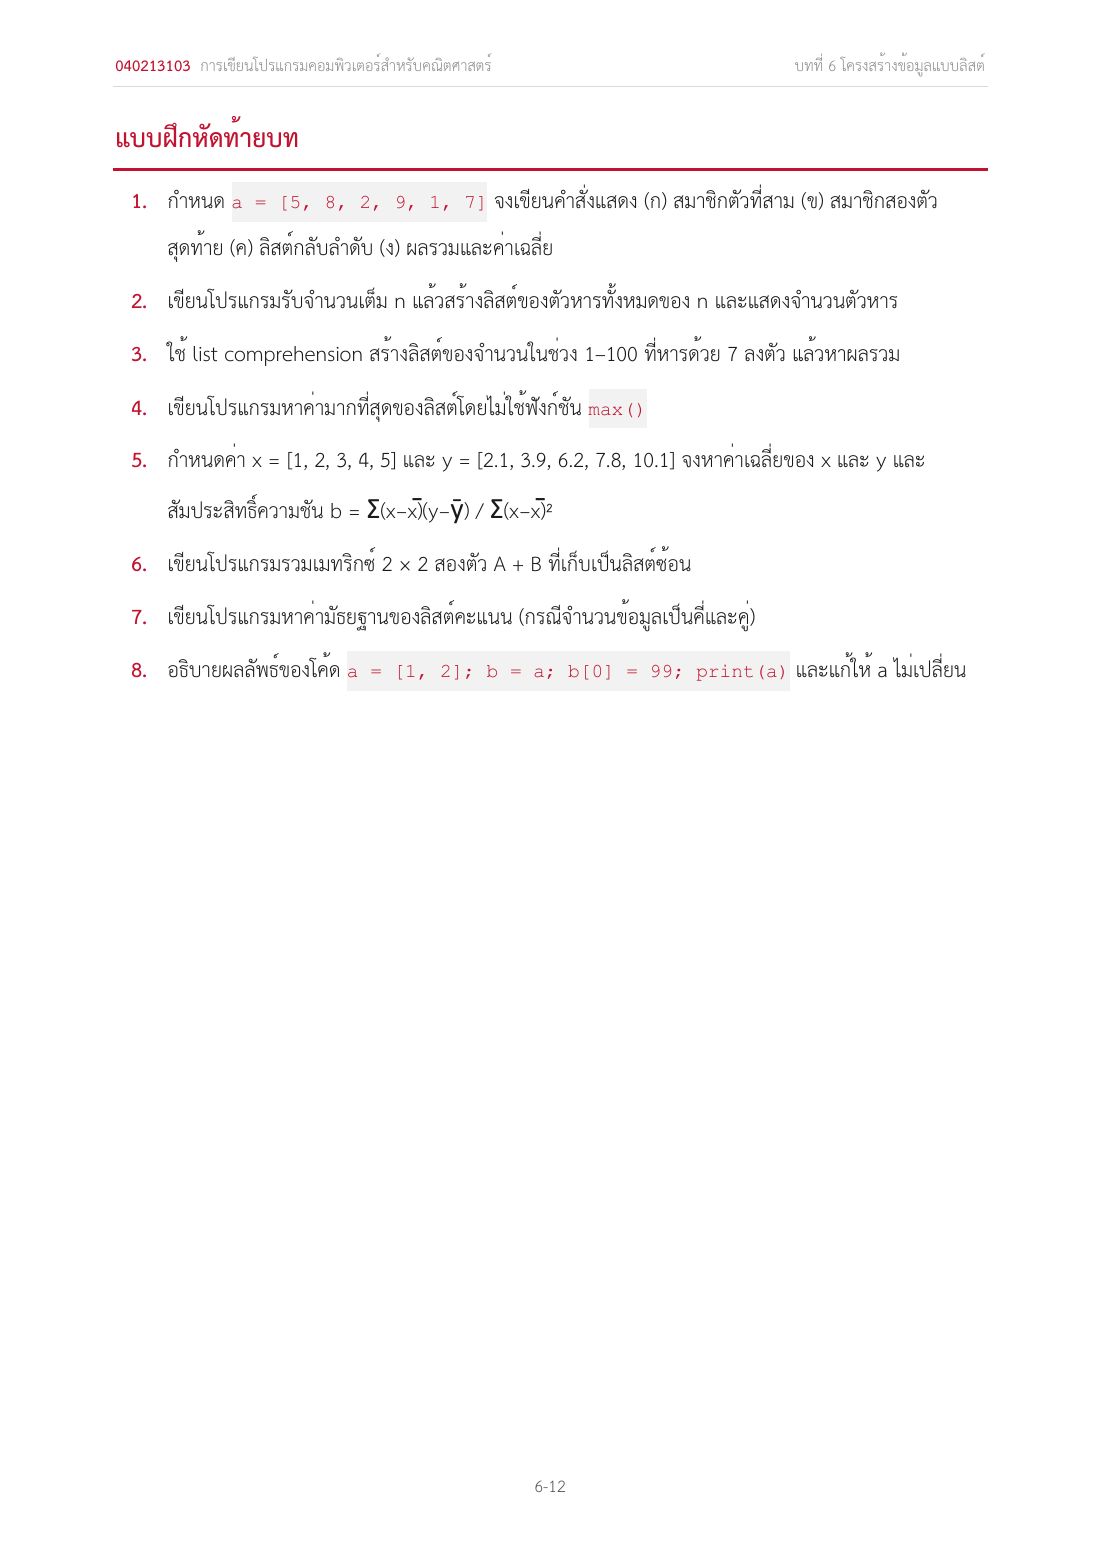 040213103 การเขียนโปรแกรมคอมพิวเตอร์สำหรับคณิตศาสตร์ บทที่ 6 โครงสร้างข้อมูลแบบลิสต์
แบบฝึกหัดท้ายบท
1. กำหนด a = [5, 8, 2, 9, 1, 7] จงเขียนคำสั่งแสดง (ก) สมาชิกตัวที่สาม (ข) สมาชิกสองตัว
สุดท้าย (ค) ลิสต์กลับลำดับ (ง) ผลรวมและค่าเฉลี่ย
2. เขียนโปรแกรมรับจำนวนเต็ม n แล้วสร้างลิสต์ของตัวหารทั้งหมดของ n และแสดงจำนวนตัวหาร
3. ใช้ list comprehension สร้างลิสต์ของจำนวนในช่วง 1–100 ที่หารด้วย 7 ลงตัว แล้วหาผลรวม
4. เขียนโปรแกรมหาค่ามากที่สุดของลิสต์โดยไม่ใช้ฟังก์ชัน max()
5. กำหนดค่า x = [1, 2, 3, 4, 5] และ y = [2.1, 3.9, 6.2, 7.8, 10.1] จงหาค่าเฉลี่ยของ x และ y และ
สัมประสิทธิ์ความชัน b = Σ(x–x̄)(y–ȳ) / Σ(x–x̄)²
6. เขียนโปรแกรมรวมเมทริกซ์ 2 × 2 สองตัว A + B ที่เก็บเป็นลิสต์ซ้อน
7. เขียนโปรแกรมหาค่ามัธยฐานของลิสต์คะแนน (กรณีจำนวนข้อมูลเป็นคี่และคู่)
8. อธิบายผลลัพธ์ของโค้ด a = [1, 2]; b = a; b[0] = 99; print(a) และแก้ให้ a ไม่เปลี่ยน
6-12